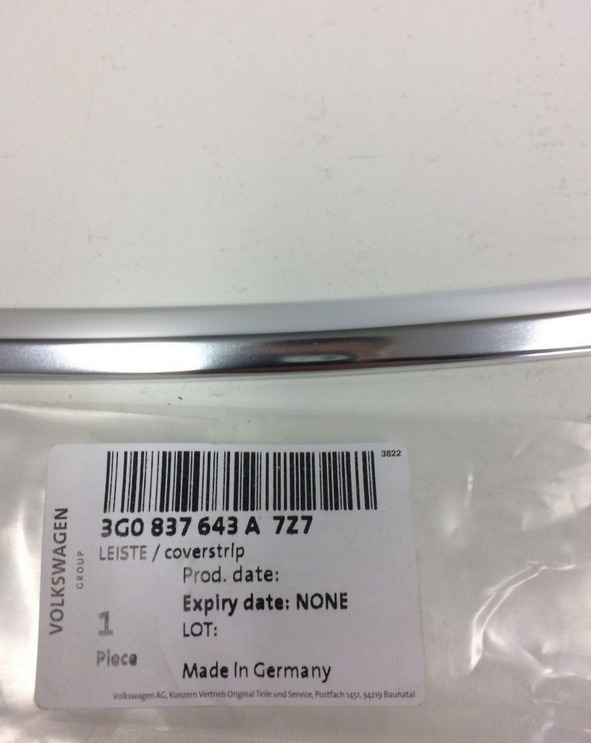 3822
3G0 837 643 A 7Z7
LEISTE / coverstrip
Prod. date:
Expiry date: NONE
LOT:
1
Piece
Made In Germany
Volkswagen AG, Konzern Vertrieb Original Teile und Service, Postfach 1451, 34219 Baunatal
VOLKSWAGEN
GROUP